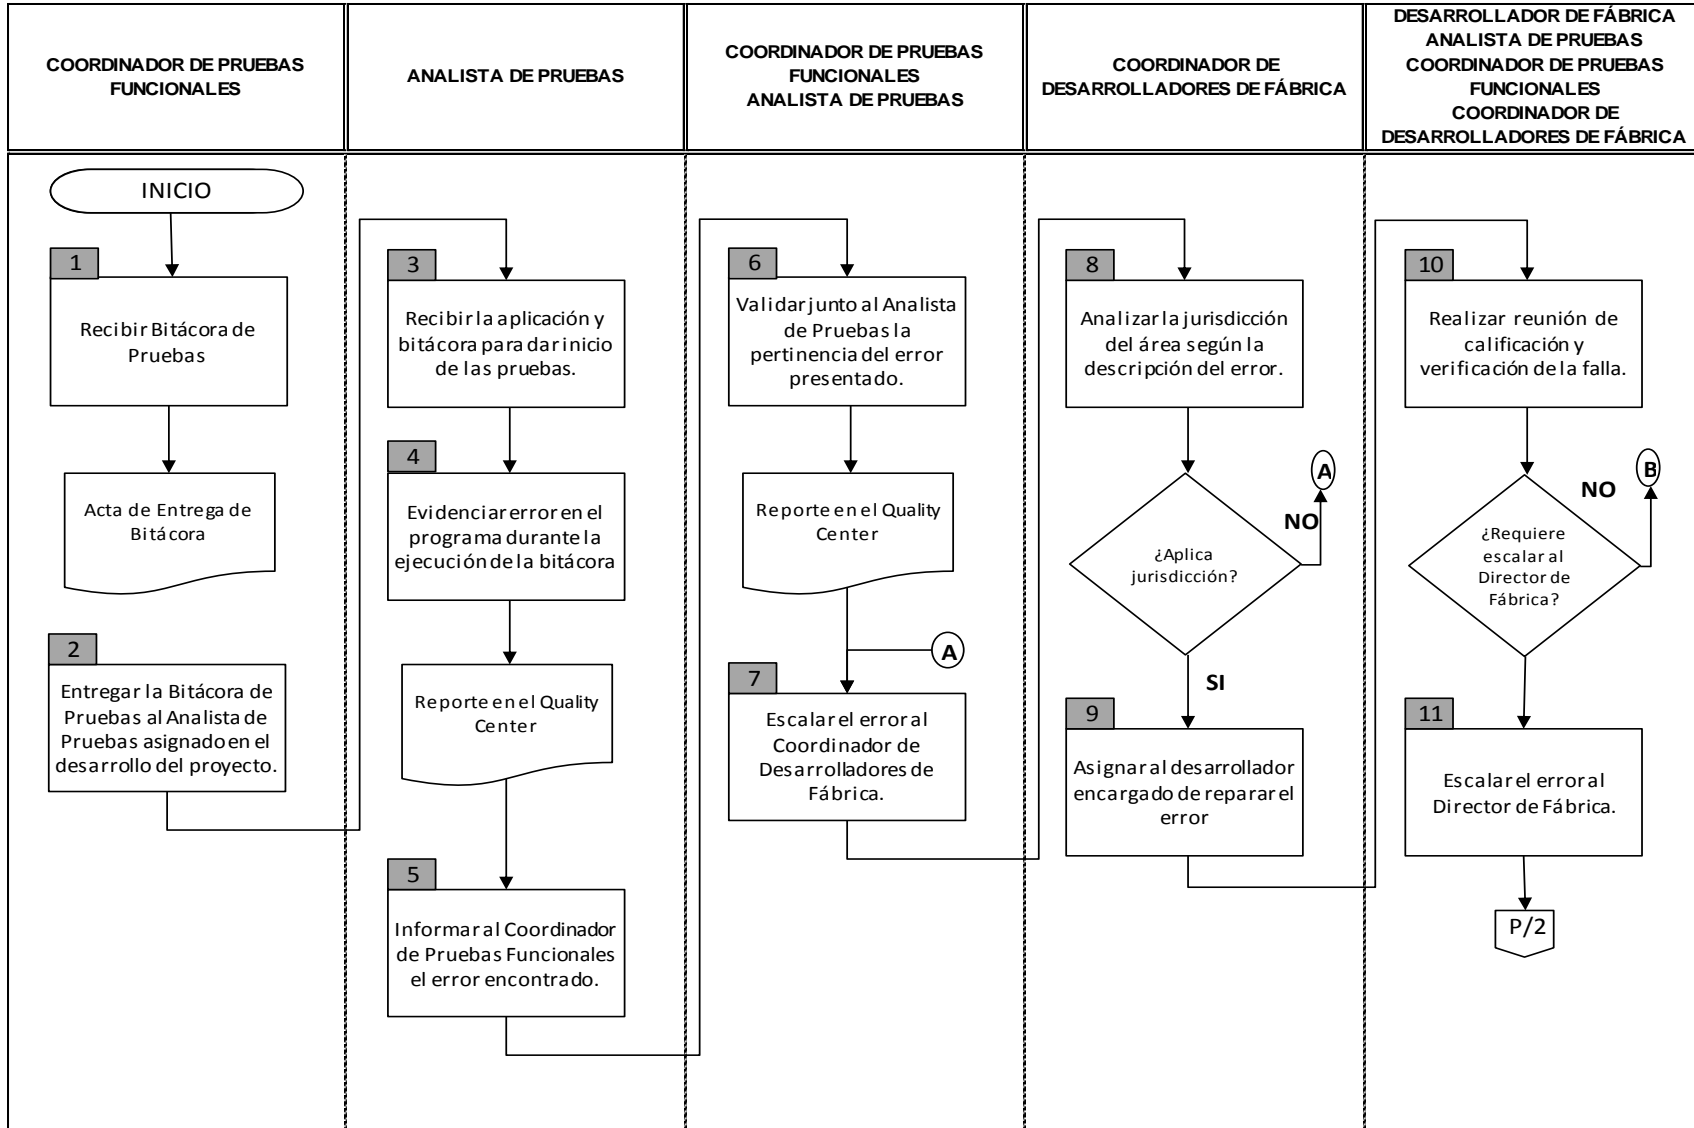 COORDINADOR DE PRUEBAS
FUNCIONALES
ANALISTA DE PRUEBAS
COORDINADOR DE PRUEBAS
FUNCIONALES
ANALISTA DE PRUEBAS
COORDINADOR DE
DESARROLLADORES DE FÁBRICA
DESARROLLADOR DE FÁBRICA
ANALISTA DE PRUEBAS
COORDINADOR DE PRUEBAS
FUNCIONALES
COORDINADOR DE
DESARROLLADORES DE FÁBRICA
INICIO
1
Recibir Bitácora de
Pruebas
Acta de Entrega de
Bitácora
2
Entregar la Bitácora de
Pruebas al Analista de
Pruebas asignado en el
desarrollo del proyecto.
3
Recibir la aplicación y
bitácora para dar inicio
de las pruebas.
4
Evidenciar error en el
programa durante la
ejecución de la bitácora
Reporte en el Quality
Center
5
Informar al Coordinador
de Pruebas Funcionales
el error encontrado.
6
Validar junto al Analista
de Pruebas la
pertinencia del error
presentado.
Reporte en el Quality
Center
A
7
Escalar el error al
Coordinador de
Desarrolladores de
Fábrica.
8
Analizar la jurisdicción
del área según la
descripción del error.
A
NO
¿Aplica
jurisdicción?
SI
9
Asignar al desarrollador
encargado de reparar el
error
10
Realizar reunión de
calificación y
verificación de la falla.
B
NO
¿Requiere
escalar al
Director de
Fábrica?
11
Escalar el error al
Director de Fábrica.
P/2